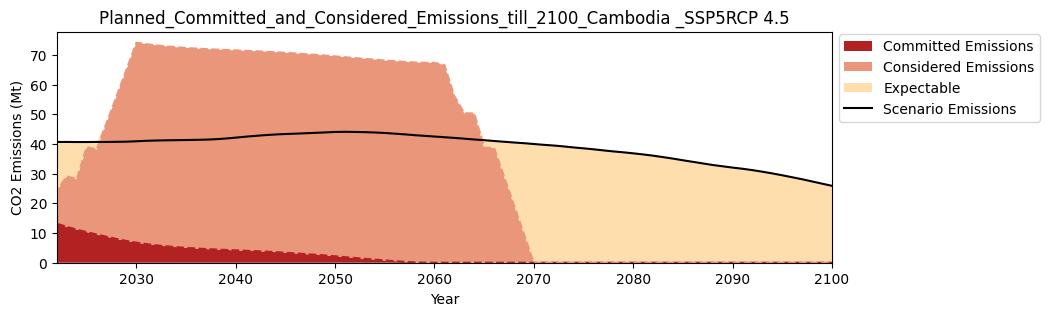 Planned_Committed_and_Considered_Emissions_till_2100_Cambodia _SSP5RCP 4.5
CO2 Emissions (Mt)
70
60
50
40
30
20
10
0
2030 2040 2050 2060 2070 2080 2090 2100
Year
Committed Emissions
Considered Emissions
Expectable
Scenario Emissions